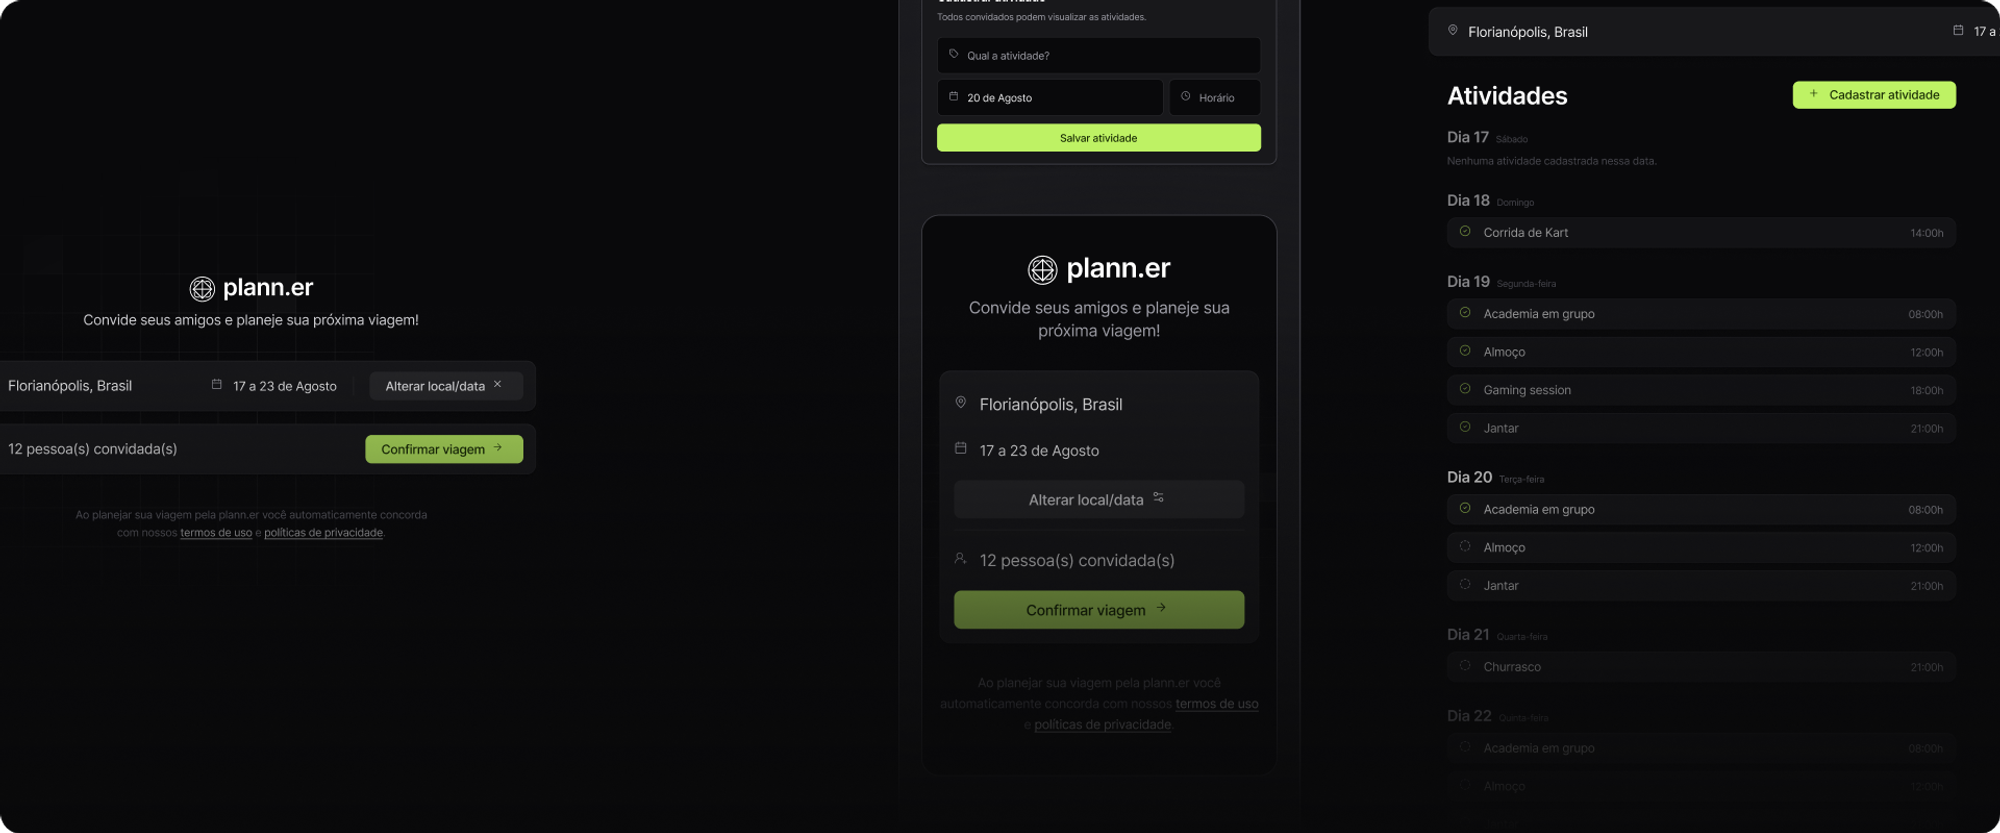 plann.er
Convide seus amigos e planeje sua próxima viagem!
Florianópolis, Brasil
17 a 23 de Agosto
Alterar local/data
12 pessoa(s) convidada(s)
Confirmar viagem
Ao planejar sua viagem pela plann.er você automaticamente concorda
com nossos termos de uso e políticas de privacidade.
Todos convidados podem visualizar as atividades.
Qual a atividade?
20 de Agosto
Horário
Salvar atividade
plann.er
Convide seus amigos e planeje sua
próxima viagem!
Florianópolis, Brasil
17 a 23 de Agosto
Alterar local/data
12 pessoa(s) convidada(s)
Confirmar viagem
Ao planejar sua viagem pela plann.er você
automaticamente concorda com nossos termos de uso
e políticas de privacidade.
Florianópolis, Brasil
17 a
Atividades
Cadastrar atividade
Dia 17 Sábado
Nenhuma atividade cadastrada nessa data.
Dia 18 Domingo
Corrida de Kart 14:00h
Dia 19 Segunda-feira
Academia em grupo 08:00h
Almoço 12:00h
Gaming session 18:00h
Jantar 21:00h
Dia 20 Terça-feira
Academia em grupo 08:00h
Almoço 12:00h
Jantar 21:00h
Dia 21 Quarta-feira
Churrasco 21:00h
Dia 22 Quinta-feira
Academia em grupo 08:00h
Almoço 12:00h